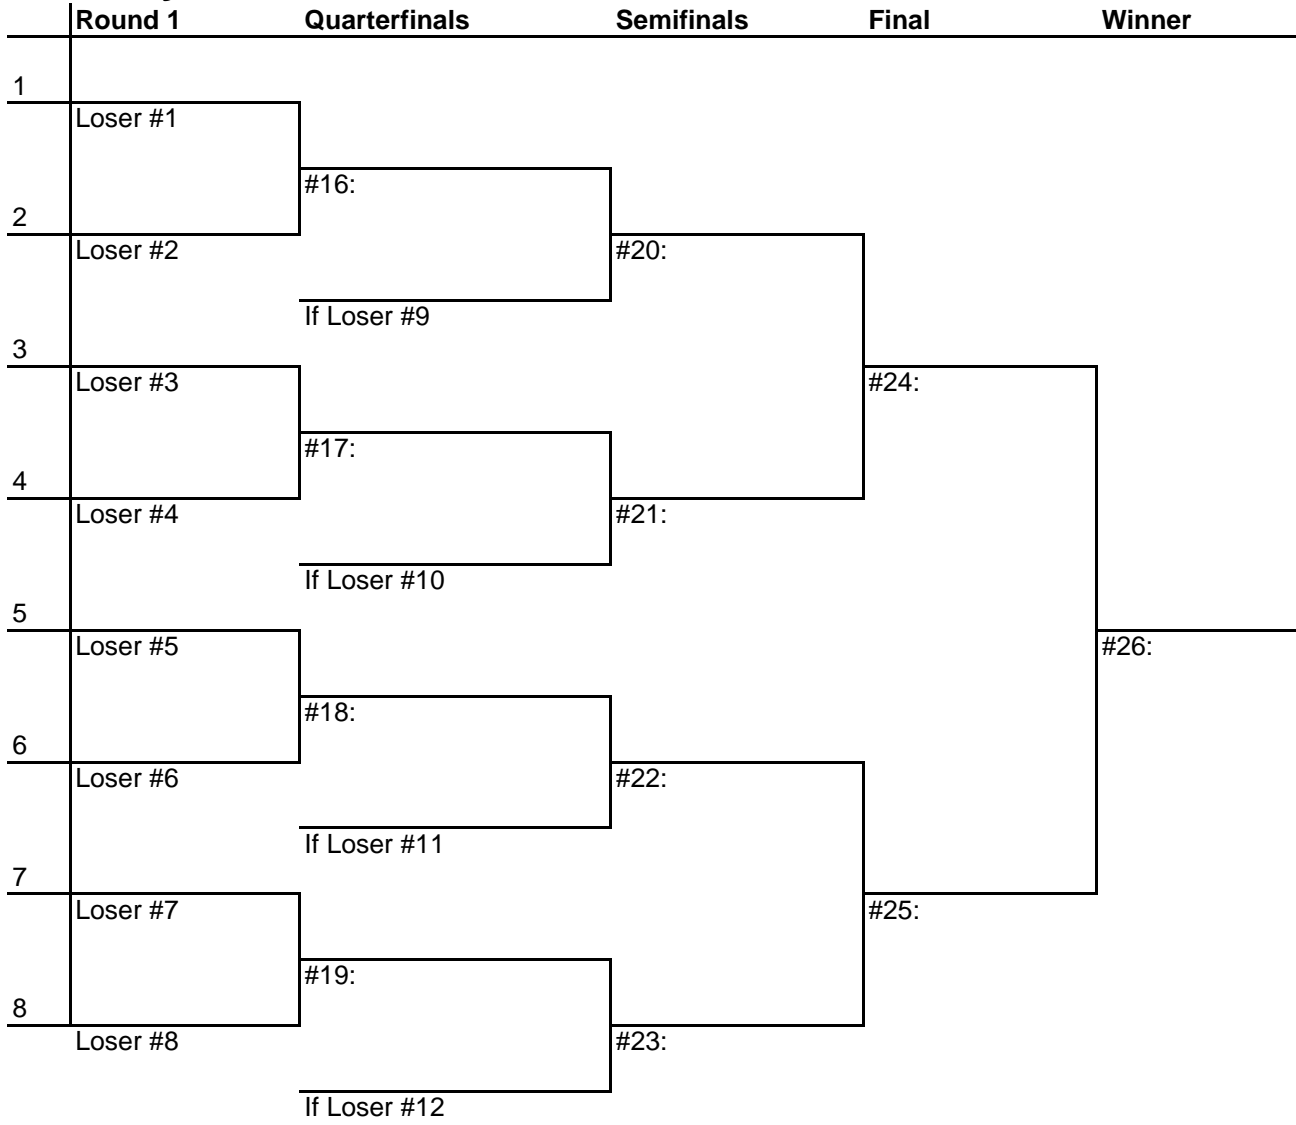 Round 1 Quarterfinals Semifinals Final Winner
1
Loser #1
#16:
2
Loser #2 #20:
If Loser #9
3
Loser #3 #24:
#17:
4
Loser #4 #21:
If Loser #10
5
Loser #5 #26:
#18:
6
Loser #6 #22:
If Loser #11
7
Loser #7 #25:
#19:
8
Loser #8 #23:
If Loser #12